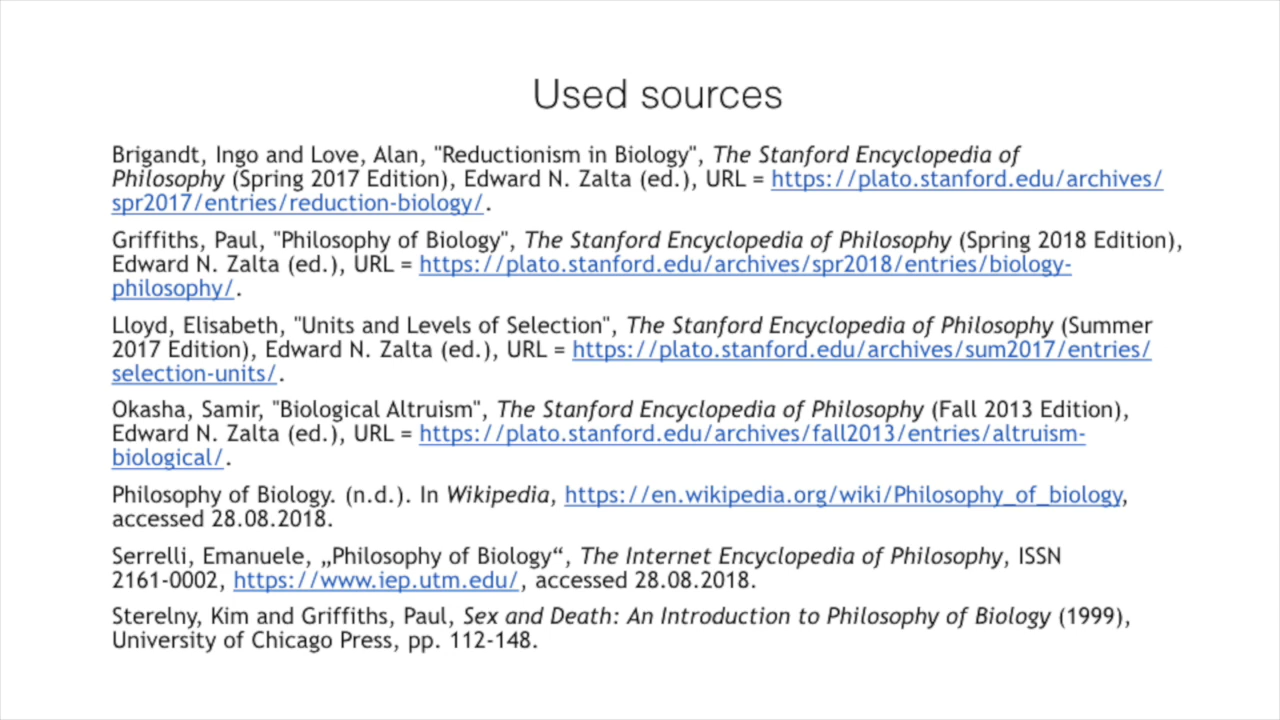 Used sources
Brigandt, Ingo and Love, Alan, "Reductionism in Biology", The Stanford Encyclopedia of
Philosophy (Spring 2017 Edition), Edward N. Zalta (ed.), URL = https://plato.stanford.edu/archives/
spr2017/entries/reduction-biology/.
Griffiths, Paul, "Philosophy of Biology", The Stanford Encyclopedia of Philosophy (Spring 2018 Edition),
Edward N. Zalta (ed.), URL = https://plato.stanford.edu/archives/spr2018/entries/biology-
philosophy/.
Lloyd, Elisabeth, "Units and Levels of Selection", The Stanford Encyclopedia of Philosophy (Summer
2017 Edition), Edward N. Zalta (ed.), URL = https://plato.stanford.edu/archives/sum2017/entries/
selection-units/.
Okasha, Samir, "Biological Altruism", The Stanford Encyclopedia of Philosophy (Fall 2013 Edition),
Edward N. Zalta (ed.), URL = https://plato.stanford.edu/archives/fall2013/entries/altruism-
biological/.
Philosophy of Biology. (n.d.). In Wikipedia, https://en.wikipedia.org/wiki/Philosophy_of_biology,
accessed 28.08.2018.
Serrelli, Emanuele, „Philosophy of Biology“, The Internet Encyclopedia of Philosophy, ISSN
2161-0002, https://www.iep.utm.edu/, accessed 28.08.2018.
Sterelny, Kim and Griffiths, Paul, Sex and Death: An Introduction to Philosophy of Biology (1999),
University of Chicago Press, pp. 112-148.